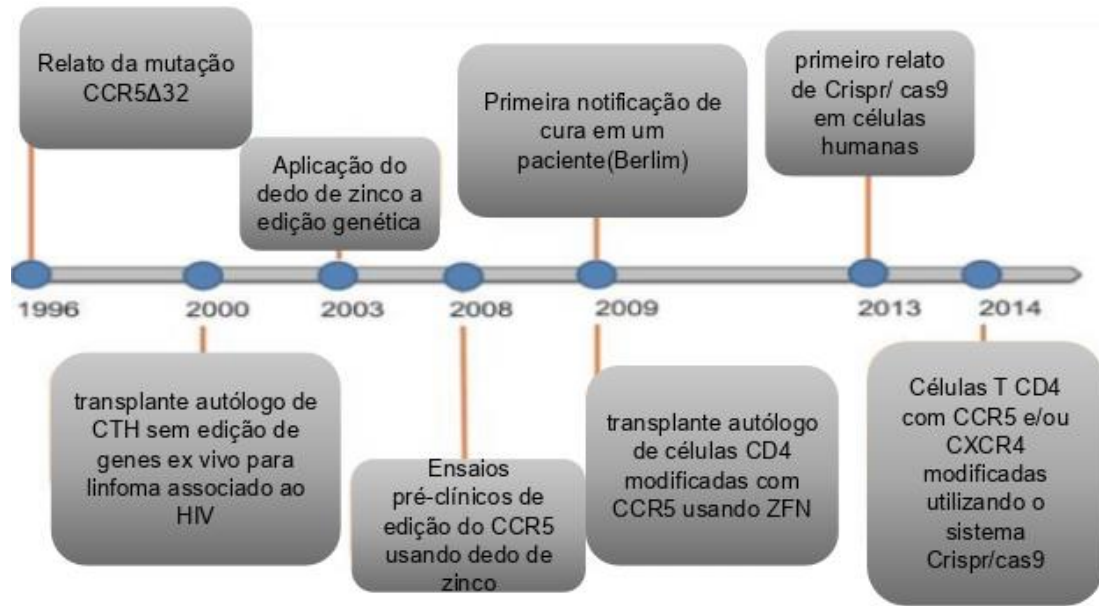 Relato da mutação
CCR5Δ32
Aplicação do
dedo de zinco a
edição genética
Primeira notificação de
cura em um
paciente(Berlim)
primeiro relato
de Crispr/ cas9
em células
humanas
1996
2000
2003
2008
2009
2013
2014
transplante autólogo de
CTH sem edição de
genes ex vivo para
linfoma associado ao
HIV
Ensaios
pré-clínicos de
edição do CCR5
usando dedo de
zinco
transplante autólogo
de células CD4
modificadas com
CCR5 usando ZFN
Células T CD4
com CCR5 e/ou
CXCR4
modificadas
utilizando o
sistema
Crispr/cas9